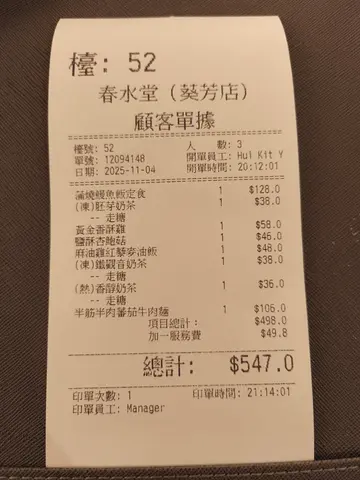 檯: 52
春水堂 (葵芳店)
顧客單據
檯號: 52 人 數: 3
單號: 12094148 開單員工: Hui Kit Y
日期: 2025-11-04 開單時間: 20:12:01
蒲燒鰻魚飯定食 1 $128.0
(凍)胚芽奶茶 1 $38.0
-- 走糖
黃金香酥雞 1 $58.0
鹽酥杏鮑菇 1 $46.0
麻油雞紅藜麥油飯 1 $48.0
(凍)鐵觀音奶茶 1 $38.0
-- 走糖
(熱)香醇奶茶 1 $36.0
-- 走糖
半筋半肉蕃茄牛肉麵 1 $106.0
項目總計: $498.0
加一服務費 $49.8
總計: $547.0
印單次數: 1 印單時間: 21:14:01
印單員工: Manager